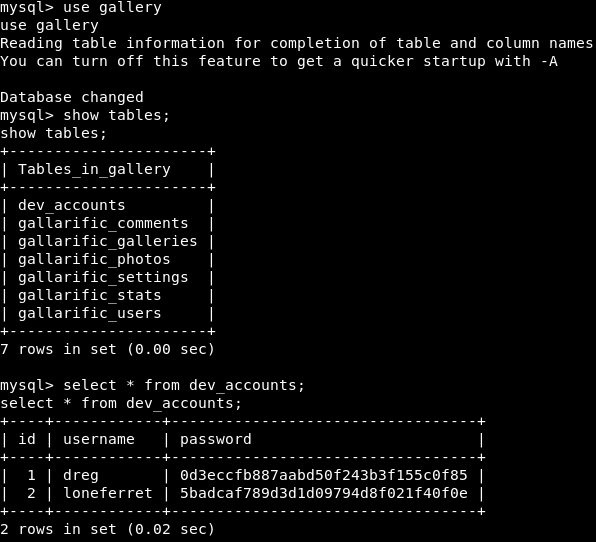 mysql> use gallery
use gallery
Reading table information for completion of table and column names
You can turn off this feature to get a quicker startup with -A

Database changed
mysql> show tables;
show tables;
+----------------------+
| Tables_in_gallery    |
+----------------------+
| dev_accounts         |
| gallarific_comments  |
| gallarific_galleries |
| gallarific_photos    |
| gallarific_settings  |
| gallarific_stats     |
| gallarific_users     |
+----------------------+
7 rows in set (0.00 sec)

mysql> select * from dev_accounts;
select * from dev_accounts;
+----+------------+----------------------------------+
| id | username   | password                         |
+----+------------+----------------------------------+
|  1 | dreg       | 0d3eccfb887aabd50f243b3f155c0f85 |
|  2 | loneferret | 5badcaf789d3d1d09794d8f021f40f0e |
+----+------------+----------------------------------+
2 rows in set (0.02 sec)